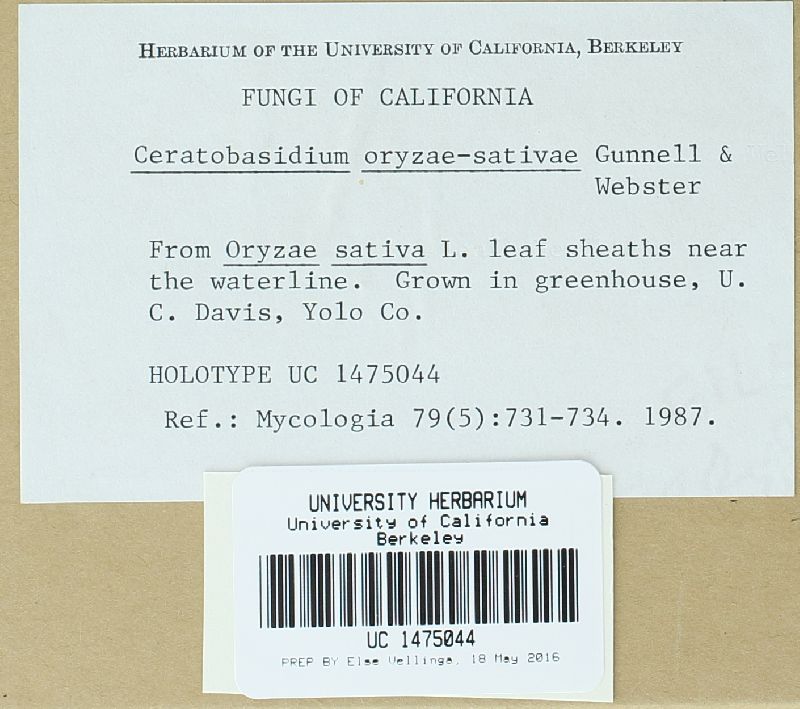 HERBARIUM OF THE UNIVERSITY OF CALIFORNIA, BERKELEY
FUNGI OF CALIFORNIA
Ceratobasidium oryzae-sativae Gunnell &
Webster
From Oryzae sativa L. leaf sheaths near
the waterline. Grown in greenhouse, U.
C. Davis, Yolo Co.
HOLOTYPE UC 1475044
Ref.: Mycologia 79(5):731-734. 1987.
UNIVERSITY HERBARIUM
University of California
Berkeley
UC 1475044
PREP BY Else Vellinga, 18 May 2016